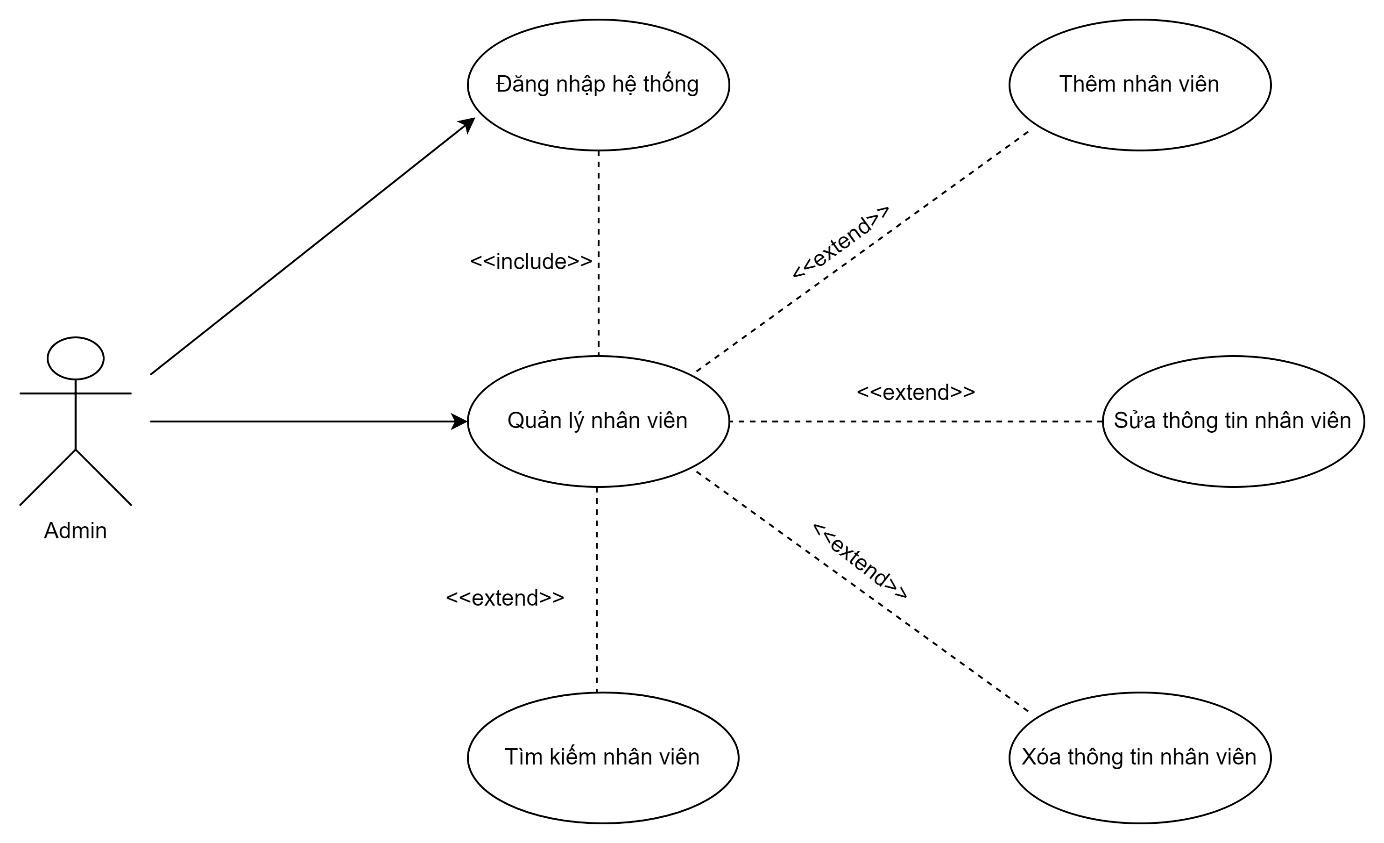 Đăng nhập hệ thống
Thêm nhân viên
<<extend>>
<<include>>
<<extend>>
Quản lý nhân viên
Sửa thông tin nhân viên
Admin
<<extend>>
<<extend>>
Tìm kiếm nhân viên
Xóa thông tin nhân viên